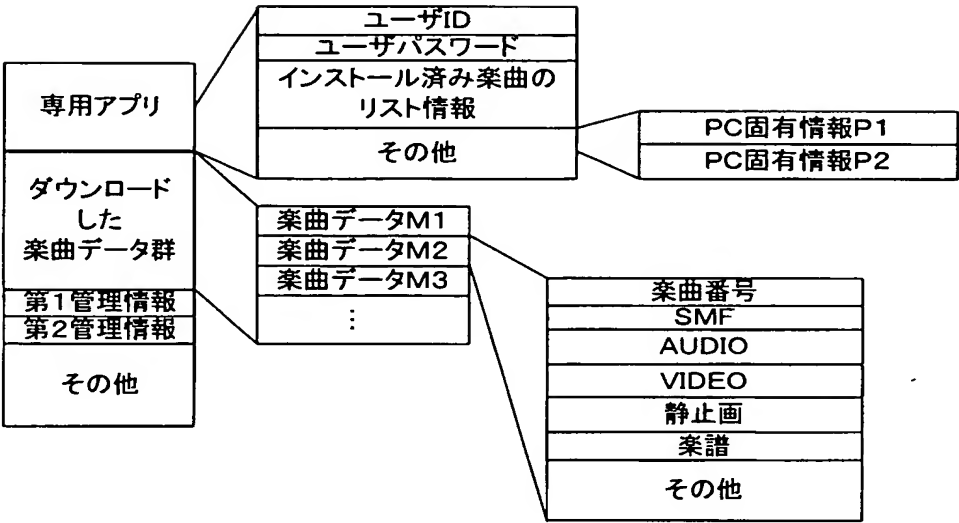 専用アプリ
ダウンロード
した
楽曲データ群
第1管理情報
第2管理情報
その他
ユーザID
ユーザパスワード
インストール済み楽曲の
リスト情報
その他
PC固有情報P1
PC固有情報P2
楽曲データM1
楽曲データM2
楽曲データM3
⋮
楽曲番号
SMF
AUDIO
VIDEO
静止画
楽譜
その他